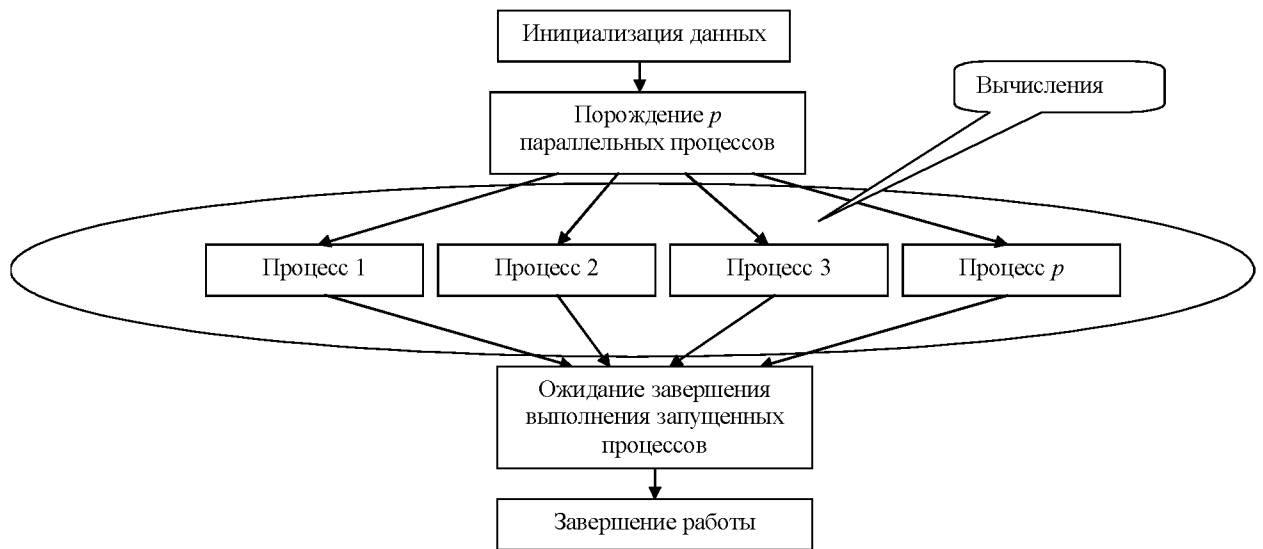 Инициализация данных
Вычисления
Порождение p
параллельных процессов
Процесс 1
Процесс 2
Процесс 3
Процесс p
Ожидание завершения
выполнения запущенных
процессов
Завершение работы